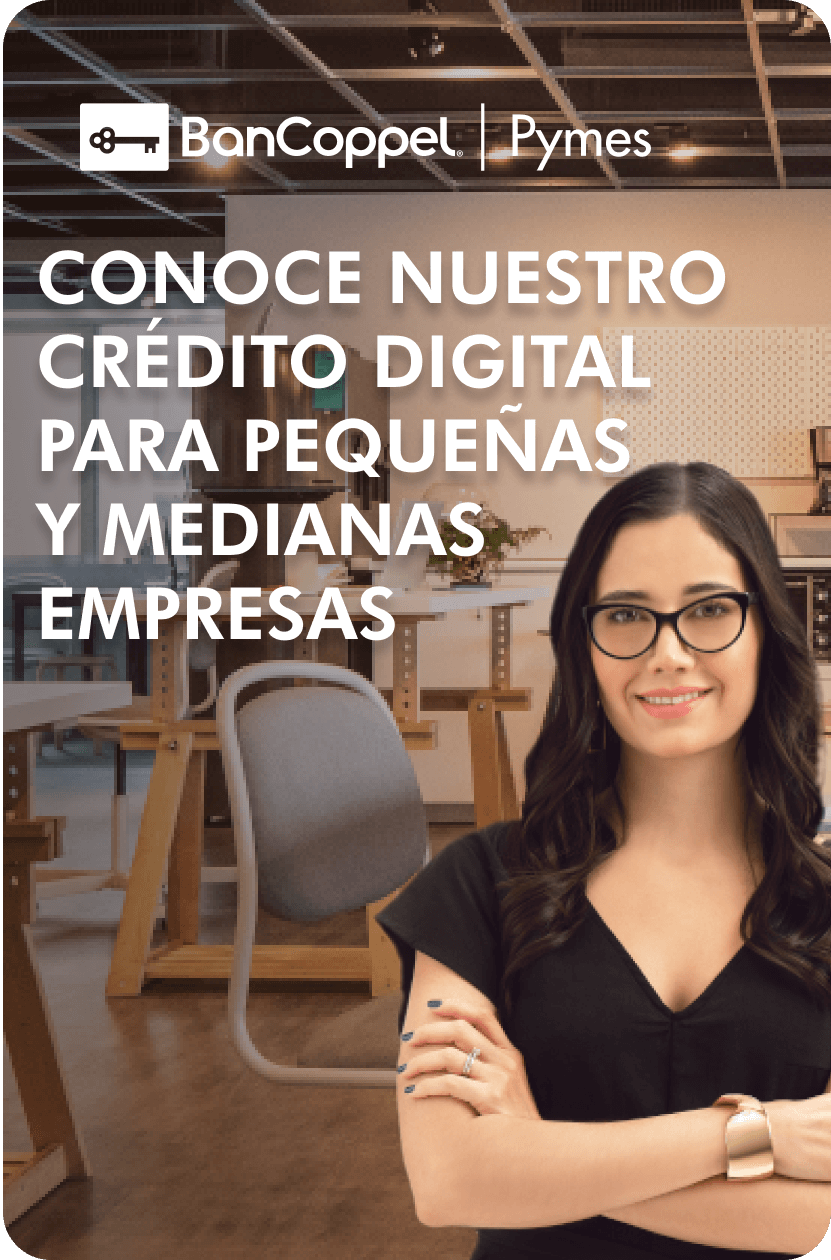 BanCoppel® | Pymes
CONOCE NUESTRO
CRÉDITO DIGITAL
PARA PEQUEÑAS
Y MEDIANAS
EMPRESAS